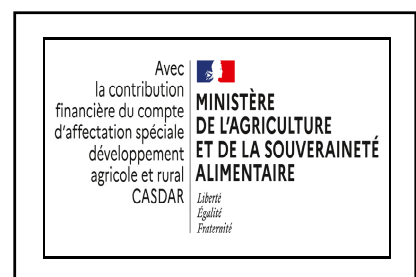 Avec
la contribution
financière du compte
d'affectation spéciale
développement
agricole et rural
CASDAR
MINISTÈRE
DE L'AGRICULTURE
ET DE LA SOUVERAINETÉ
ALIMENTAIRE
Liberté
Égalité
Fraternité